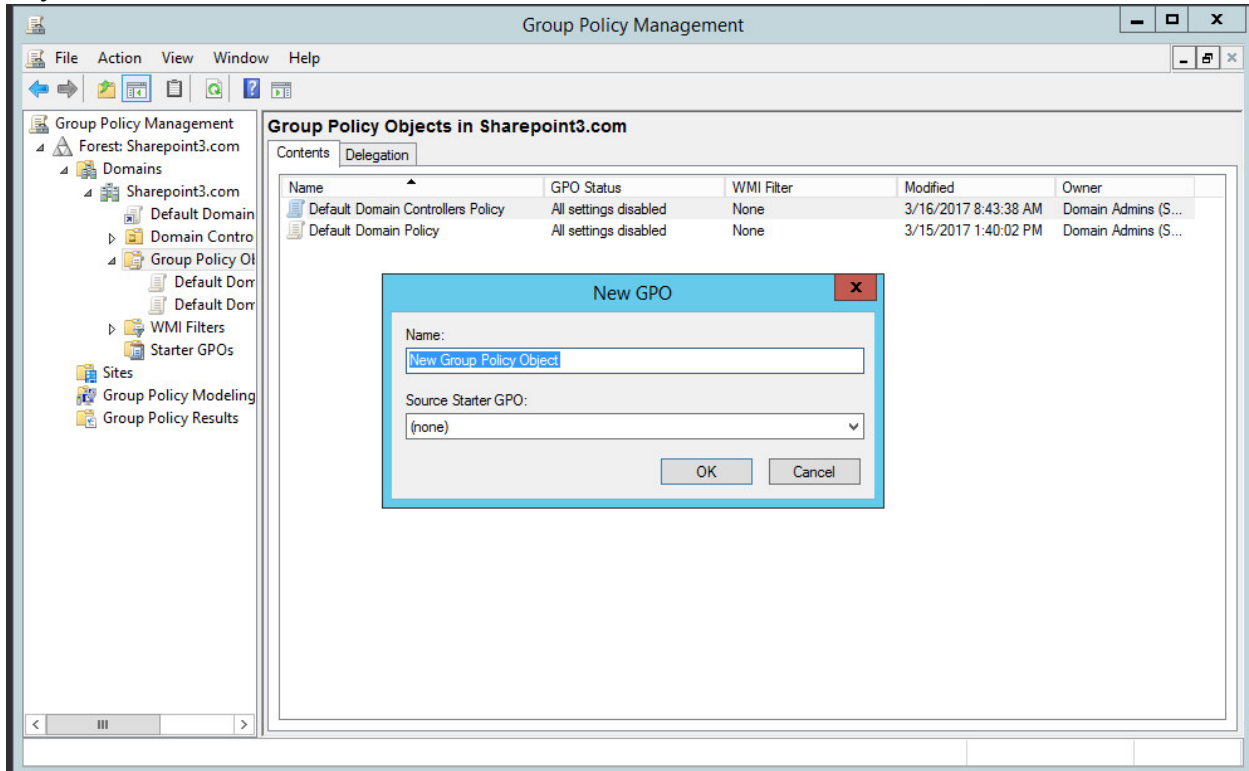 Group Policy Management
File Action View Window Help
Group Policy Management
Forest: Sharepoint3.com
Domains
Sharepoint3.com
Default Domain
Domain Contro
Group Policy Ob
Default Dom
Default Dom
WMI Filters
Starter GPOs
Sites
Group Policy Modeling
Group Policy Results
Group Policy Objects in Sharepoint3.com
Contents Delegation
Name GPO Status WMI Filter Modified Owner
Default Domain Controllers Policy All settings disabled None 3/16/2017 8:43:38 AM Domain Admins (S...
Default Domain Policy All settings disabled None 3/15/2017 1:40:02 PM Domain Admins (S...
New GPO
Name:
New Group Policy Object
Source Starter GPO:
(none)
OK Cancel